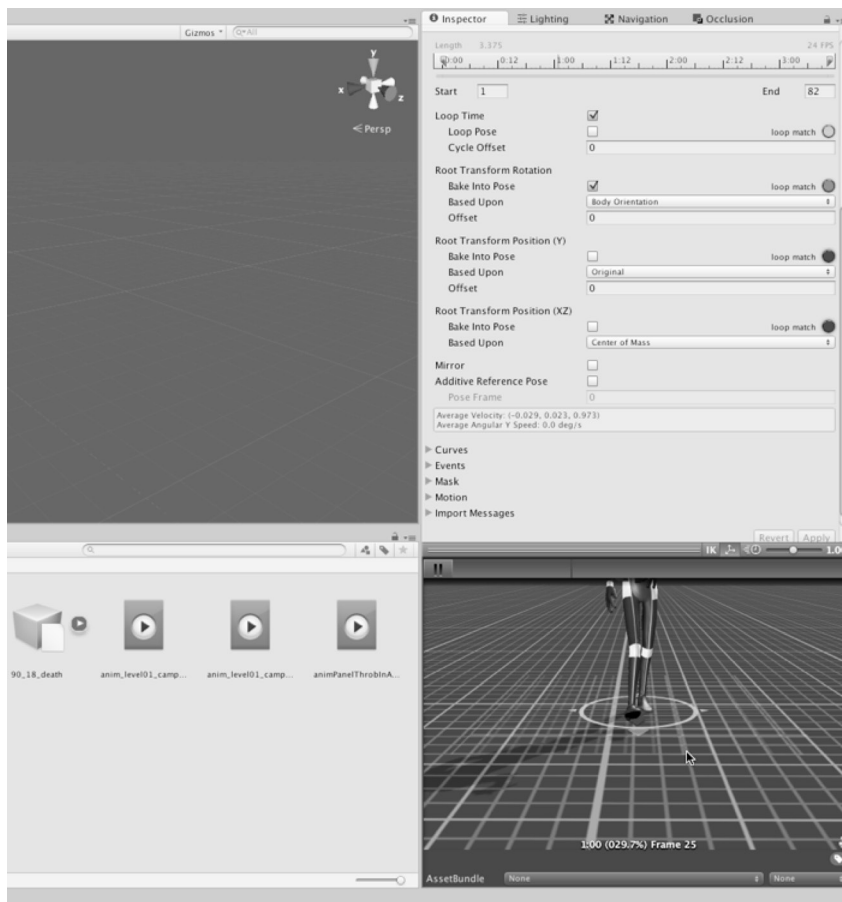 Inspector Lighting Navigation Occlusion
Gizmos All
Length 3.375 24 FPS
0:00 0:12 1:00 1:12 2:00 2:12 3:00
y
x z
Persp
Start 1 End 82
Loop Time
Loop Pose loop match
Cycle Offset 0
Root Transform Rotation
Bake Into Pose loop match
Based Upon Body Orientation
Offset 0
Root Transform Position (Y)
Bake Into Pose loop match
Based Upon Original
Offset 0
Root Transform Position (XZ)
Bake Into Pose loop match
Based Upon Center of Mass
Mirror
Additive Reference Pose
Pose Frame 0
Average Velocity: (-0.029, 0.023, 0.973)
Average Angular Y Speed: 0.0 deg/s
Curves
Events
Mask
Motion
Import Messages
Revert Apply
IK 1.00
90_18_death anim_level01_camp... anim_level01_camp... animPanelThrobInA...
1:00 (029.7%) Frame 25
AssetBundle None None